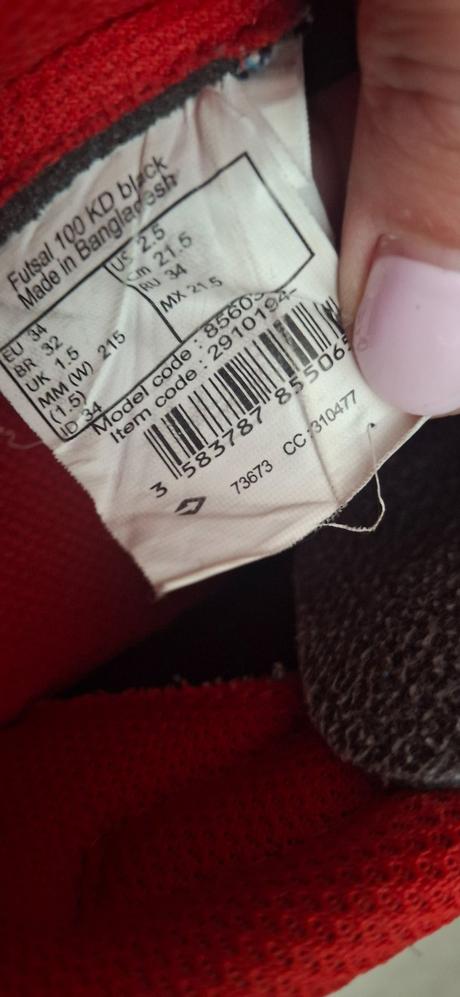 Futsal 100 KD black
Made in Bangladesh
EU 34
BR 32
UK 1.5
MM (W) 215
(1.5)
ID 34
US 2.5
cm 21.5
RU 34
MX 21.5
Model code :
Item code : 2910194-
3 583787 855065
73673 CC:310477